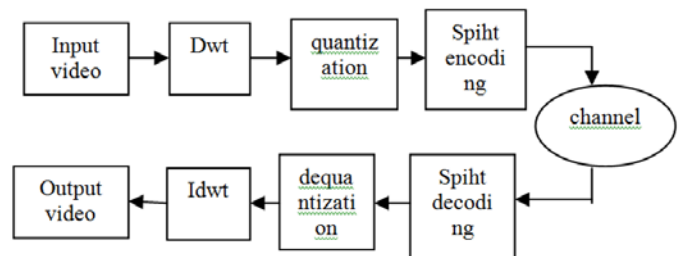 Input
video
Dwt
quantiz
ation
Spiht
encodi
ng
channel
Output
video
Idwt
dequa
ntizati
on
Spiht
decodi
ng